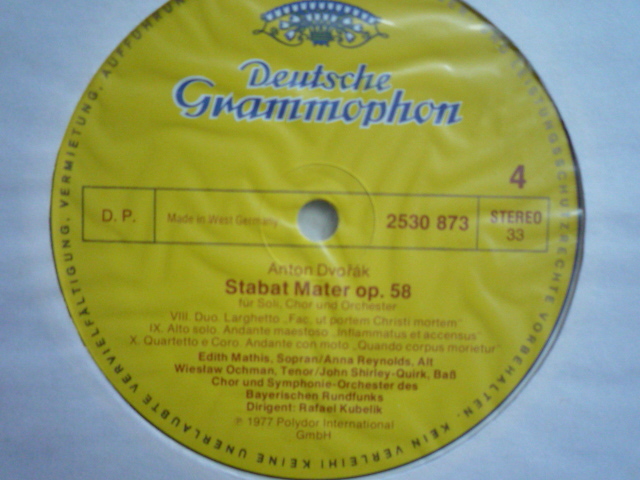 Deutsche
Grammophon
4
D. P.
Made in West Germany
2530 873
STEREO
33
Anton Dvořák
Stabat Mater op. 58
für Soli, Chor und Orchester
VIII. Duo. Larghetto „Fac, ut portem Christi mortem"
IX. Alto solo. Andante maestoso „Inflammatus et accensus"
X. Quartetto e Coro. Andante con moto „Quando corpus morietur"
Edith Mathis, Sopran/Anna Reynolds, Alt
Wiesław Ochman, Tenor/John Shirley-Quirk, Baß
Chor und Symphonie-Orchester des
Bayerischen Rundfunks
Dirigent: Rafael Kubelik
℗ 1977 Polydor International
GmbH
LEISTUNGSSCHUTZRECHTE VORBEHALTEN. KEIN VERLEIH! KEINE UNERLAUBTE VERVIELFÄLTIGUNG, VERMIETUNG, AUFFÜHRUN